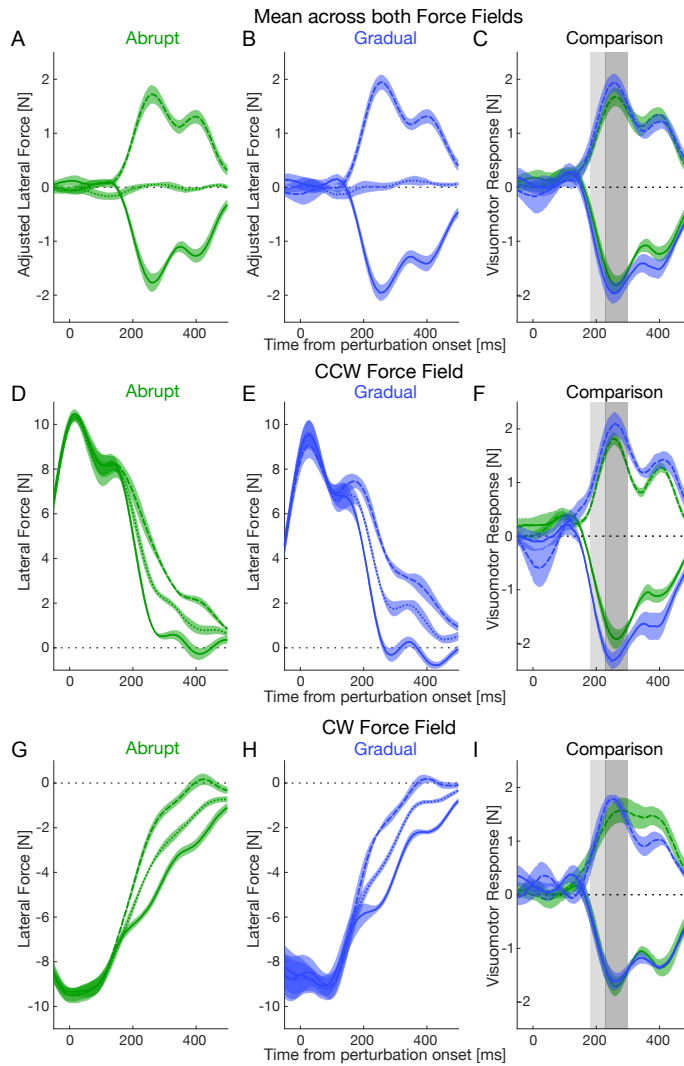 Mean across both Force Fields
A Abrupt B Gradual C Comparison
Adjusted Lateral Force [N]
2
1
0
-1
-2
0 200 400
Adjusted Lateral Force [N]
2
1
0
-1
-2
0 200 400
Visuomotor Response [N]
2
1
0
-1
-2
0 200 400
Time from perturbation onset [ms]
CCW Force Field
D Abrupt E Gradual F Comparison
Lateral Force [N]
10
8
6
4
2
0
0 200 400
Lateral Force [N]
10
8
6
4
2
0
0 200 400
Visuomotor Response [N]
2
1
0
-1
-2
0 200 400
Time from perturbation onset [ms]
CW Force Field
G Abrupt H Gradual I Comparison
Lateral Force [N]
0
-2
-4
-6
-8
-10
0 200 400
Lateral Force [N]
0
-2
-4
-6
-8
-10
0 200 400
Visuomotor Response [N]
2
1
0
-1
-2
0 200 400
Time from perturbation onset [ms]